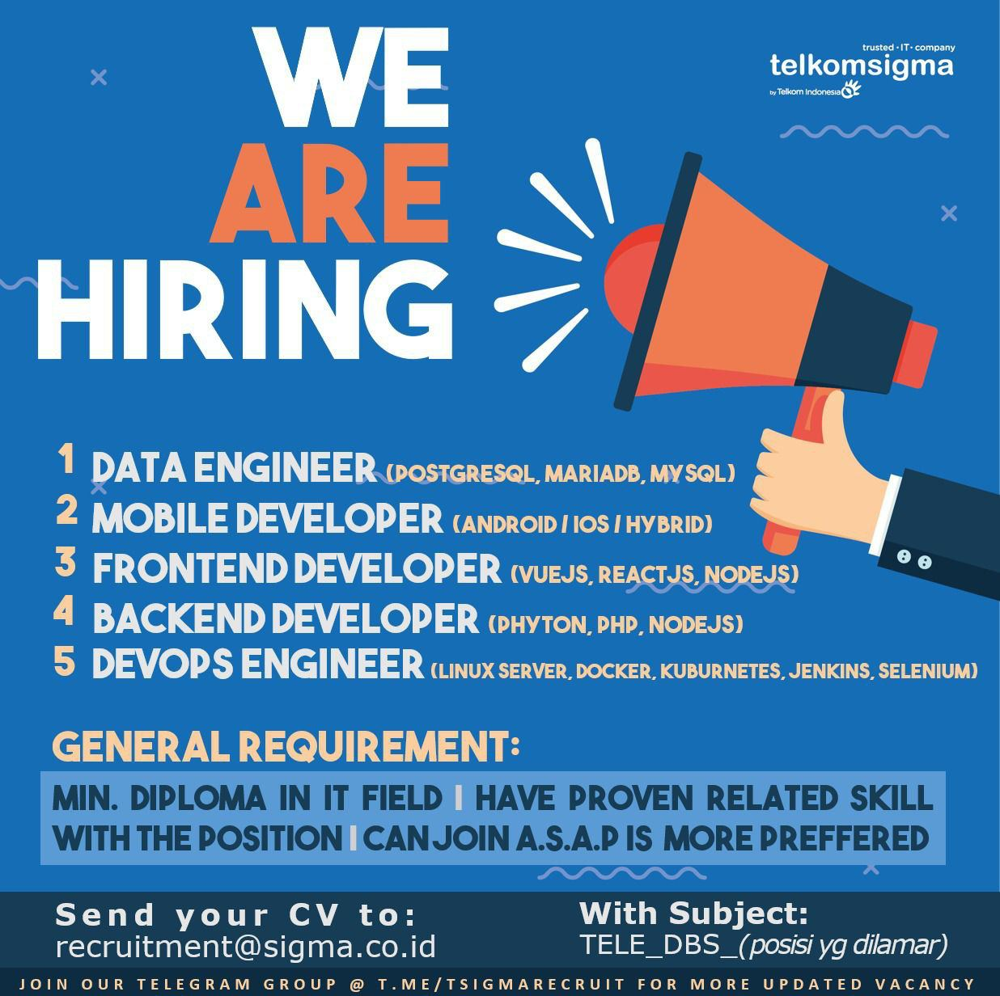 WE
ARE
HIRING
trusted · IT · company
telkomsigma
by Telkom Indonesia
1 DATA ENGINEER (POSTGRESQL, MARIADB, MYSQL)
2 MOBILE DEVELOPER (ANDROID / IOS / HYBRID)
3 FRONTEND DEVELOPER (VUEJS, REACTJS, NODEJS)
4 BACKEND DEVELOPER (PHYTON, PHP, NODEJS)
5 DEVOPS ENGINEER (LINUX SERVER, DOCKER, KUBURNETES, JENKINS, SELENIUM)
GENERAL REQUIREMENT:
MIN. DIPLOMA IN IT FIELD | HAVE PROVEN RELATED SKILL
WITH THE POSITION | CAN JOIN A.S.A.P IS MORE PREFFERED
Send your CV to:
recruitment@sigma.co.id
With Subject:
TELE_DBS_(posisi yg dilamar)
JOIN OUR TELEGRAM GROUP @ T.ME/TSIGMARECRUIT FOR MORE UPDATED VACANCY